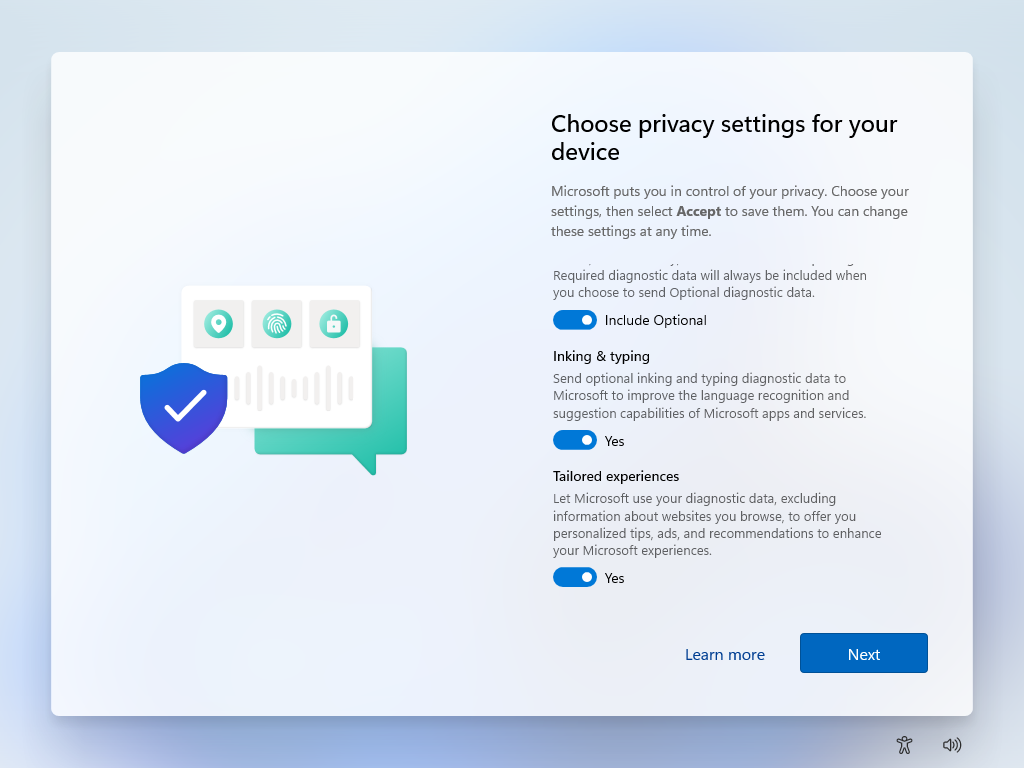 Choose privacy settings for your
device
Microsoft puts you in control of your privacy. Choose your
settings, then select Accept to save them. You can change
these settings at any time.
Required diagnostic data will always be included when
you choose to send Optional diagnostic data.
Include Optional
Inking & typing
Send optional inking and typing diagnostic data to
Microsoft to improve the language recognition and
suggestion capabilities of Microsoft apps and services.
Yes
Tailored experiences
Let Microsoft use your diagnostic data, excluding
information about websites you browse, to offer you
personalized tips, ads, and recommendations to enhance
your Microsoft experiences.
Yes
Learn more
Next